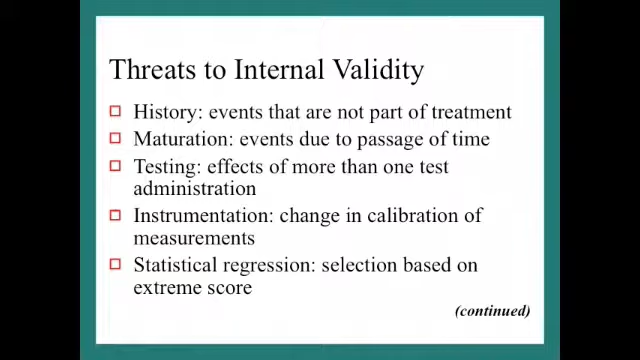 Threats to Internal Validity
History: events that are not part of treatment
Maturation: events due to passage of time
Testing: effects of more than one test
administration
Instrumentation: change in calibration of
measurements
Statistical regression: selection based on
extreme score
(continued)